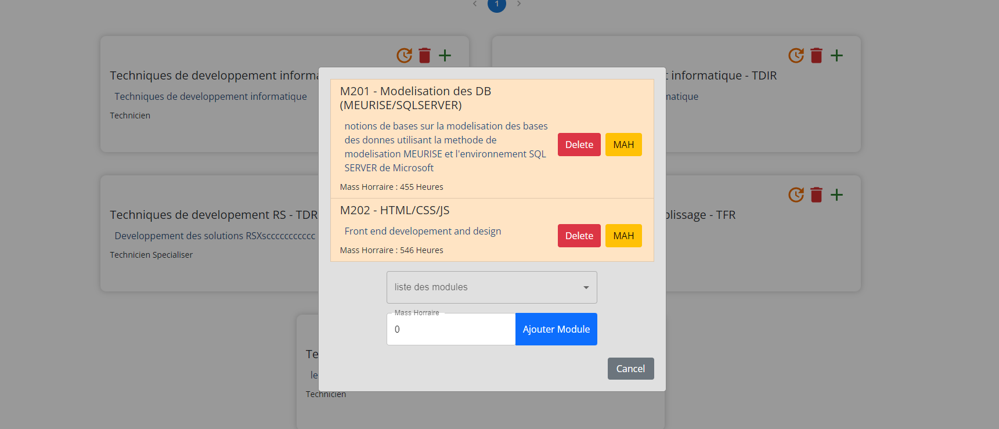 1
Techniques de developpement informa
Techniques de developpement informatique
Technicien
t informatique - TDIR
matique
M201 - Modelisation des DB
(MEURISE/SQLSERVER)
notions de bases sur la modelisation des bases
des donnes utilisant la methode de
modelisation MEURISE et l'environnement SQL
SERVER de Microsoft
Mass Horraire : 455 Heures
Delete
MAH
M202 - HTML/CSS/JS
Front end developement and design
Mass Horraire : 546 Heures
Delete
MAH
Techniques de developement RS - TDR
Developpement des solutions RSXsccccccccccc
Technicien Specialiser
plissage - TFR
liste des modules
Mass Horraire
0
Ajouter Module
Cancel
Te
le
Technicien